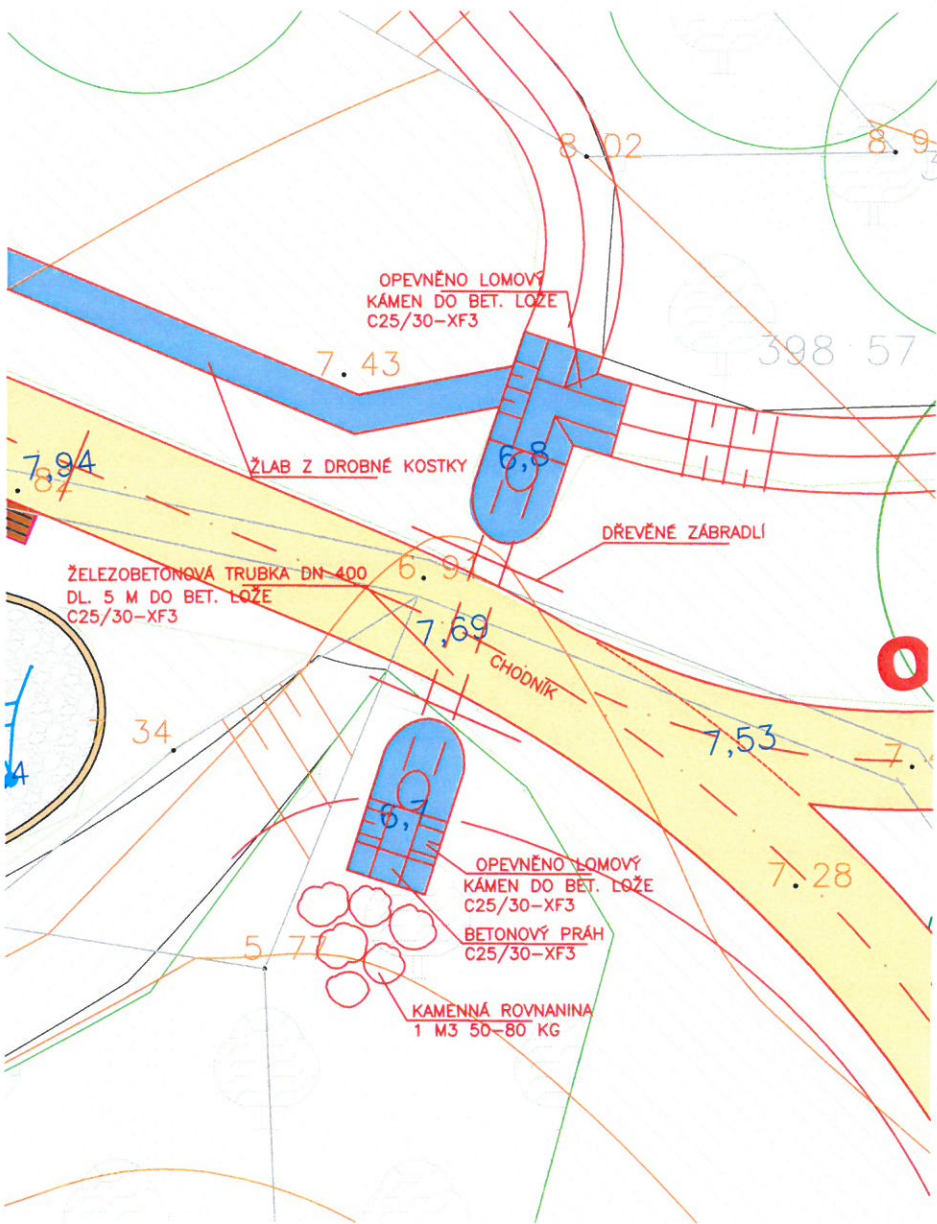 8.02
8.9
OPEVNĚNO LOMOVÝ
KÁMEN DO BET. LOŽE
C25/30-XF3
7.43
398 57
7,94
.82
ŽLAB Z DROBNÉ KOSTKY
6,8
DŘEVĚNÉ ZÁBRADLÍ
ŽELEZOBETONOVÁ TRUBKA DN 400
DL. 5 M DO BET. LOŽE
C25/30-XF3
6.91
7,69
CHODNÍK
O
34
7,53
7.
4
6,7
OPEVNĚNO LOMOVÝ
KÁMEN DO BET. LOŽE
C25/30-XF3
7.28
BETONOVÝ PRÁH
C25/30-XF3
5.77
KAMENNÁ ROVNANINA
1 M3 50-80 KG